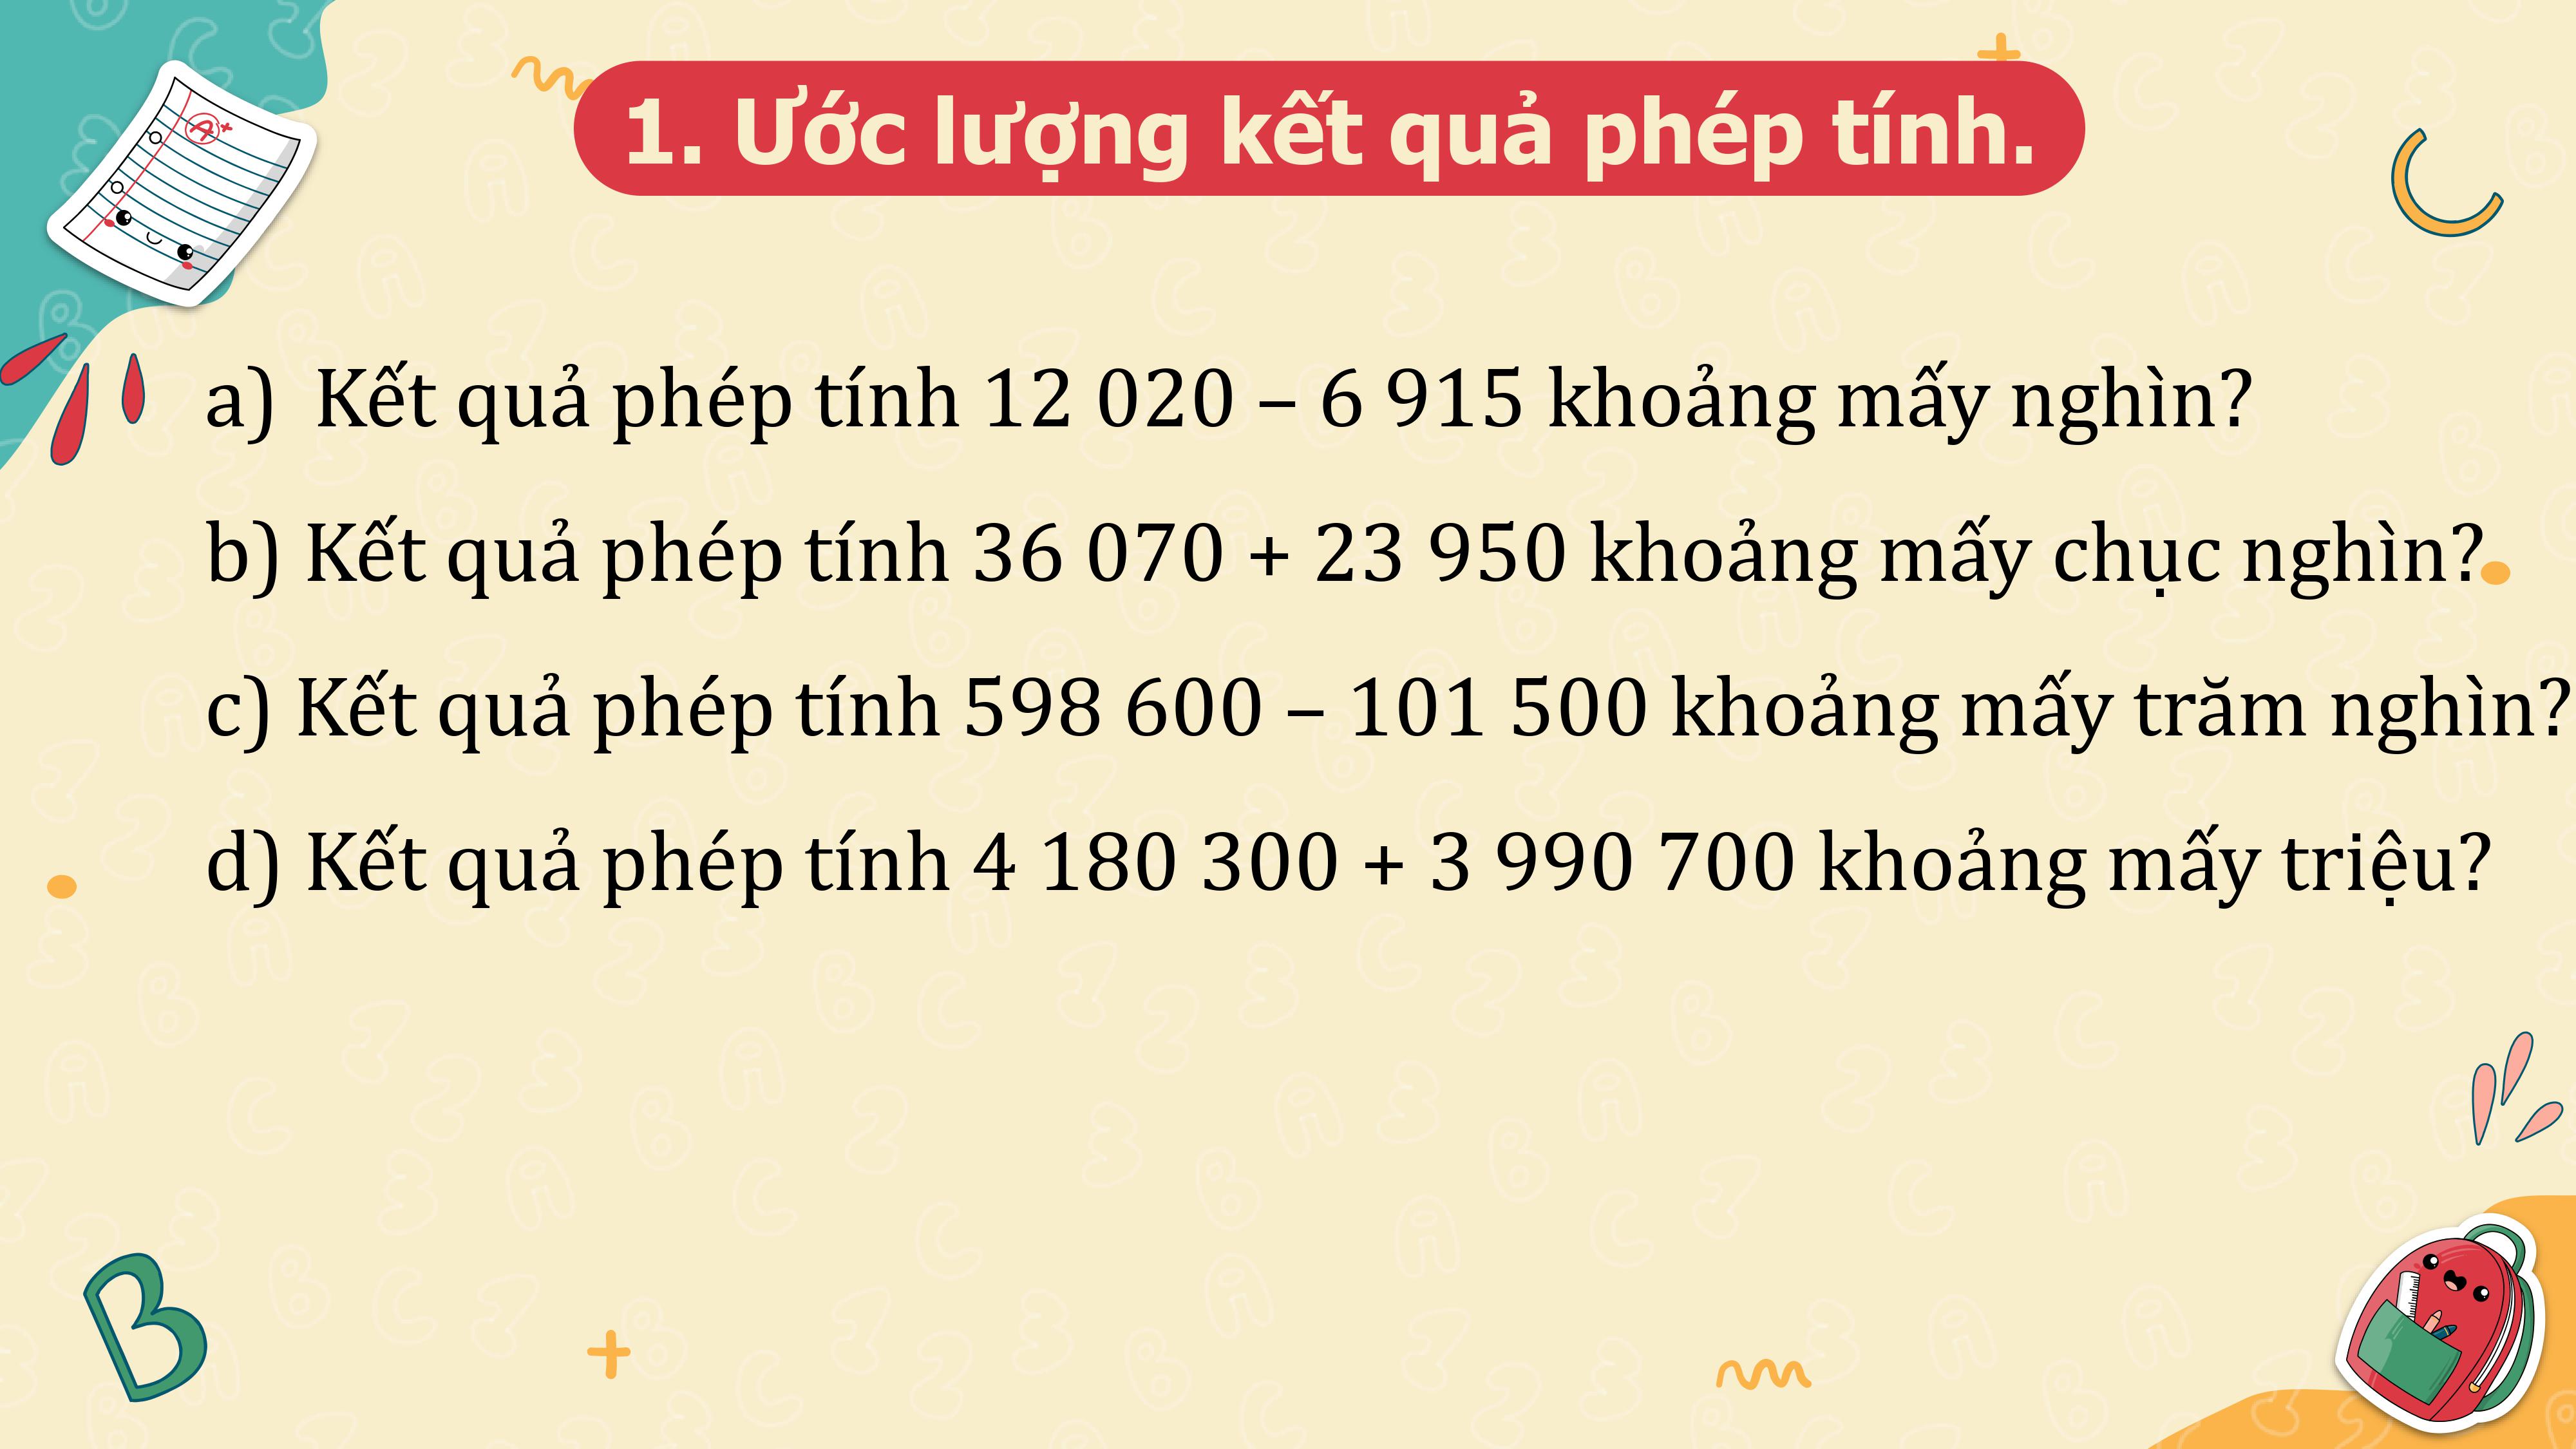 1. Ước lượng kết quả phép tính.
a) Kết quả phép tính 12 020 – 6 915 khoảng mấy nghìn?
b) Kết quả phép tính 36 070 + 23 950 khoảng mấy chục nghìn?
c) Kết quả phép tính 598 600 – 101 500 khoảng mấy trăm nghìn?
d) Kết quả phép tính 4 180 300 + 3 990 700 khoảng mấy triệu?
A+
B